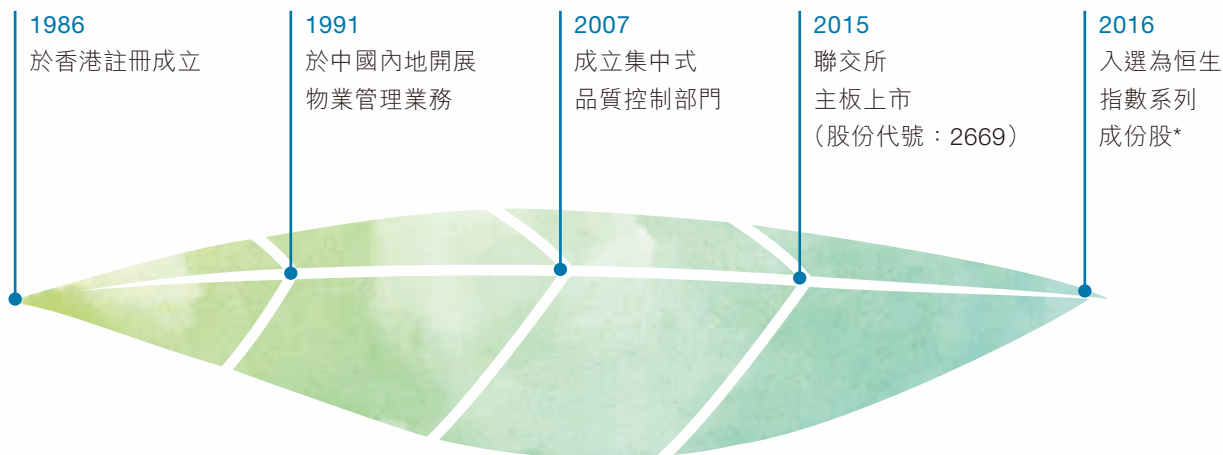 1986
於香港註冊成立
1991
於中國內地開展
物業管理業務
2007
成立集中式
品質控制部門
2015
聯交所
主板上市
（股份代號：2669）
2016
入選為恒生
指數系列
成份股*